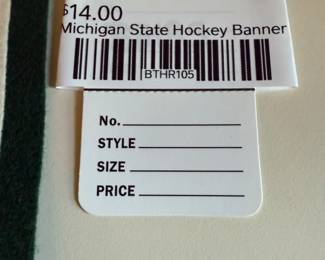 $14.00
Michigan State Hockey Banner
BTHR105
No.
STYLE
SIZE
PRICE